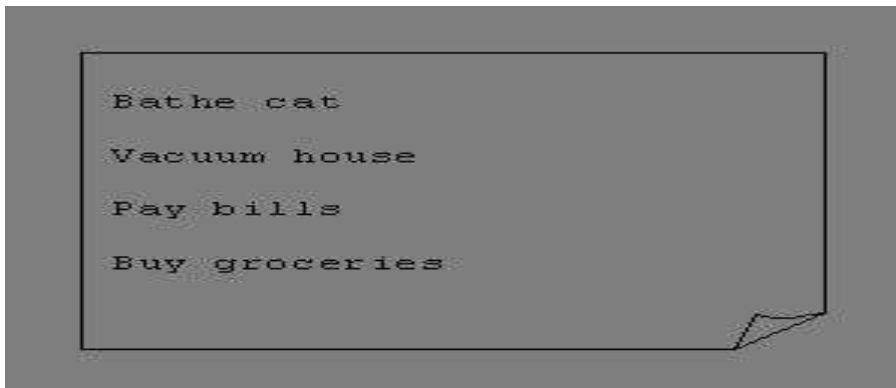 Bathe cat
Vacuum house
Pay bills
Buy groceries